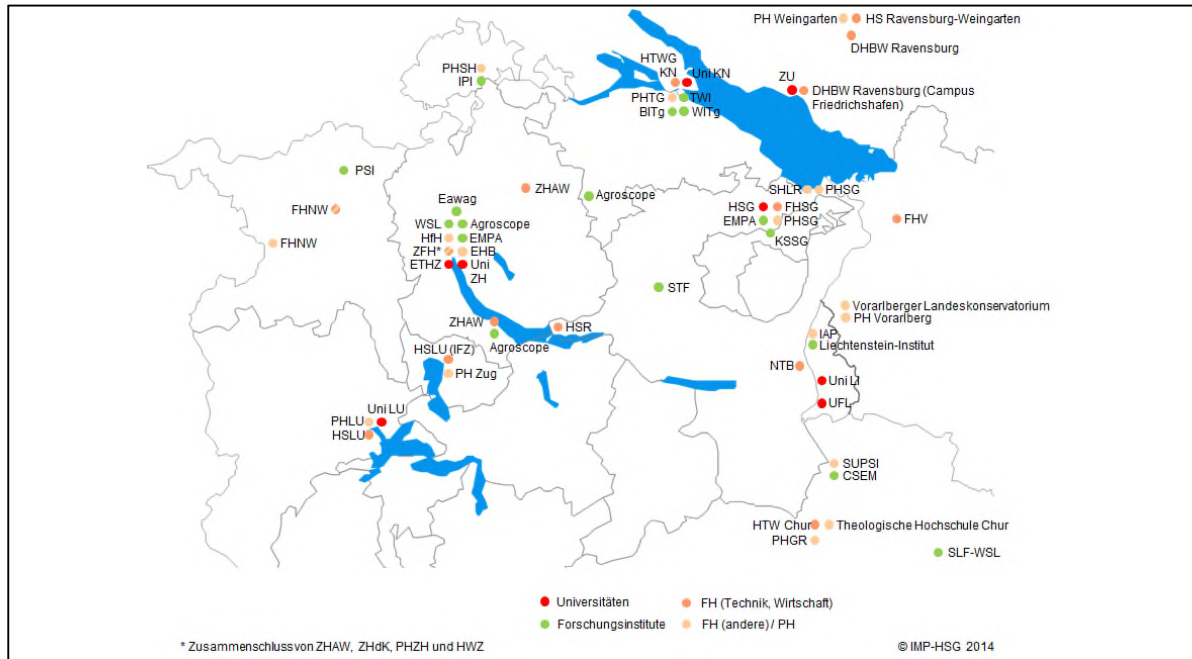 PH Weingarten HS Ravensburg-Weingarten
DHBW Ravensburg
HTWG
KN Uni KN
ZU
DHBW Ravensburg (Campus
Friedrichshafen)
PHSH
IPI
PHTG TWI
BITg WITg
PSI
ZHAW
Agroscope
SHLR PHSG
Eawag
WSL Agroscope
HfH EMPA
ZFH* EHB
ETHZ Uni
ZH
FHNW
FHNW
HSG FHSG
EMPA PHSG
KSSG
FHV
STF
Vorarlberger Landeskonservatorium
PH Vorarlberg
ZHAW
HSR
Agroscope
IAP
Liechtenstein-Institut
HSLU (IFZ)
PH Zug
NTB
Uni LI
UFL
Uni LU
PHLU
HSLU
SUPSI
CSEM
HTW Chur Theologische Hochschule Chur
PHGR
SLF-WSL
Universitäten FH (Technik, Wirtschaft)
Forschungsinstitute FH (andere) / PH
* Zusammenschluss von ZHAW, ZHdK, PHZH und HWZ © IMP-HSG 2014